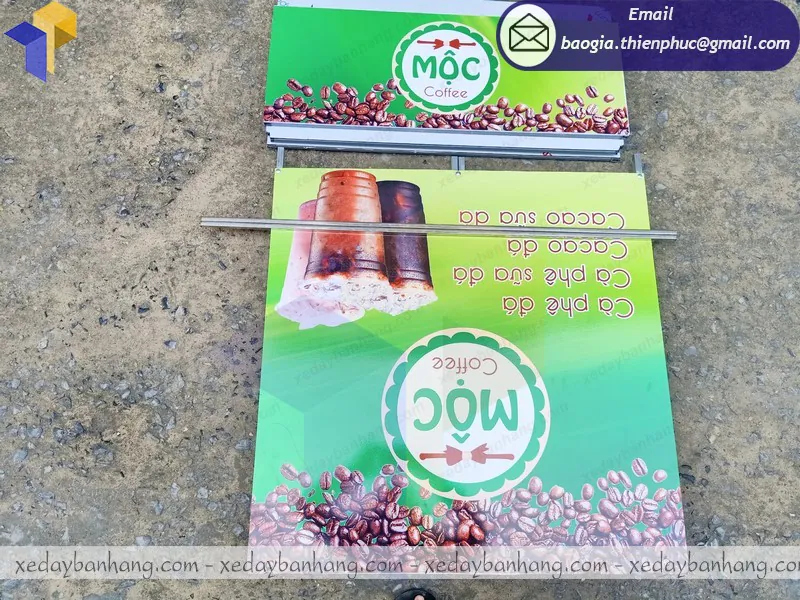 Email
baogia.thienphuc@gmail.com
MỘC
Coffee
Cà phê đá
Cà phê sữa đá
Cacao đá
Cacao sữa đá
MỘC
Coffee
xedaybanhang.com - xedaybanhang.com - xedaybanhang.com - xedaybanhang.com